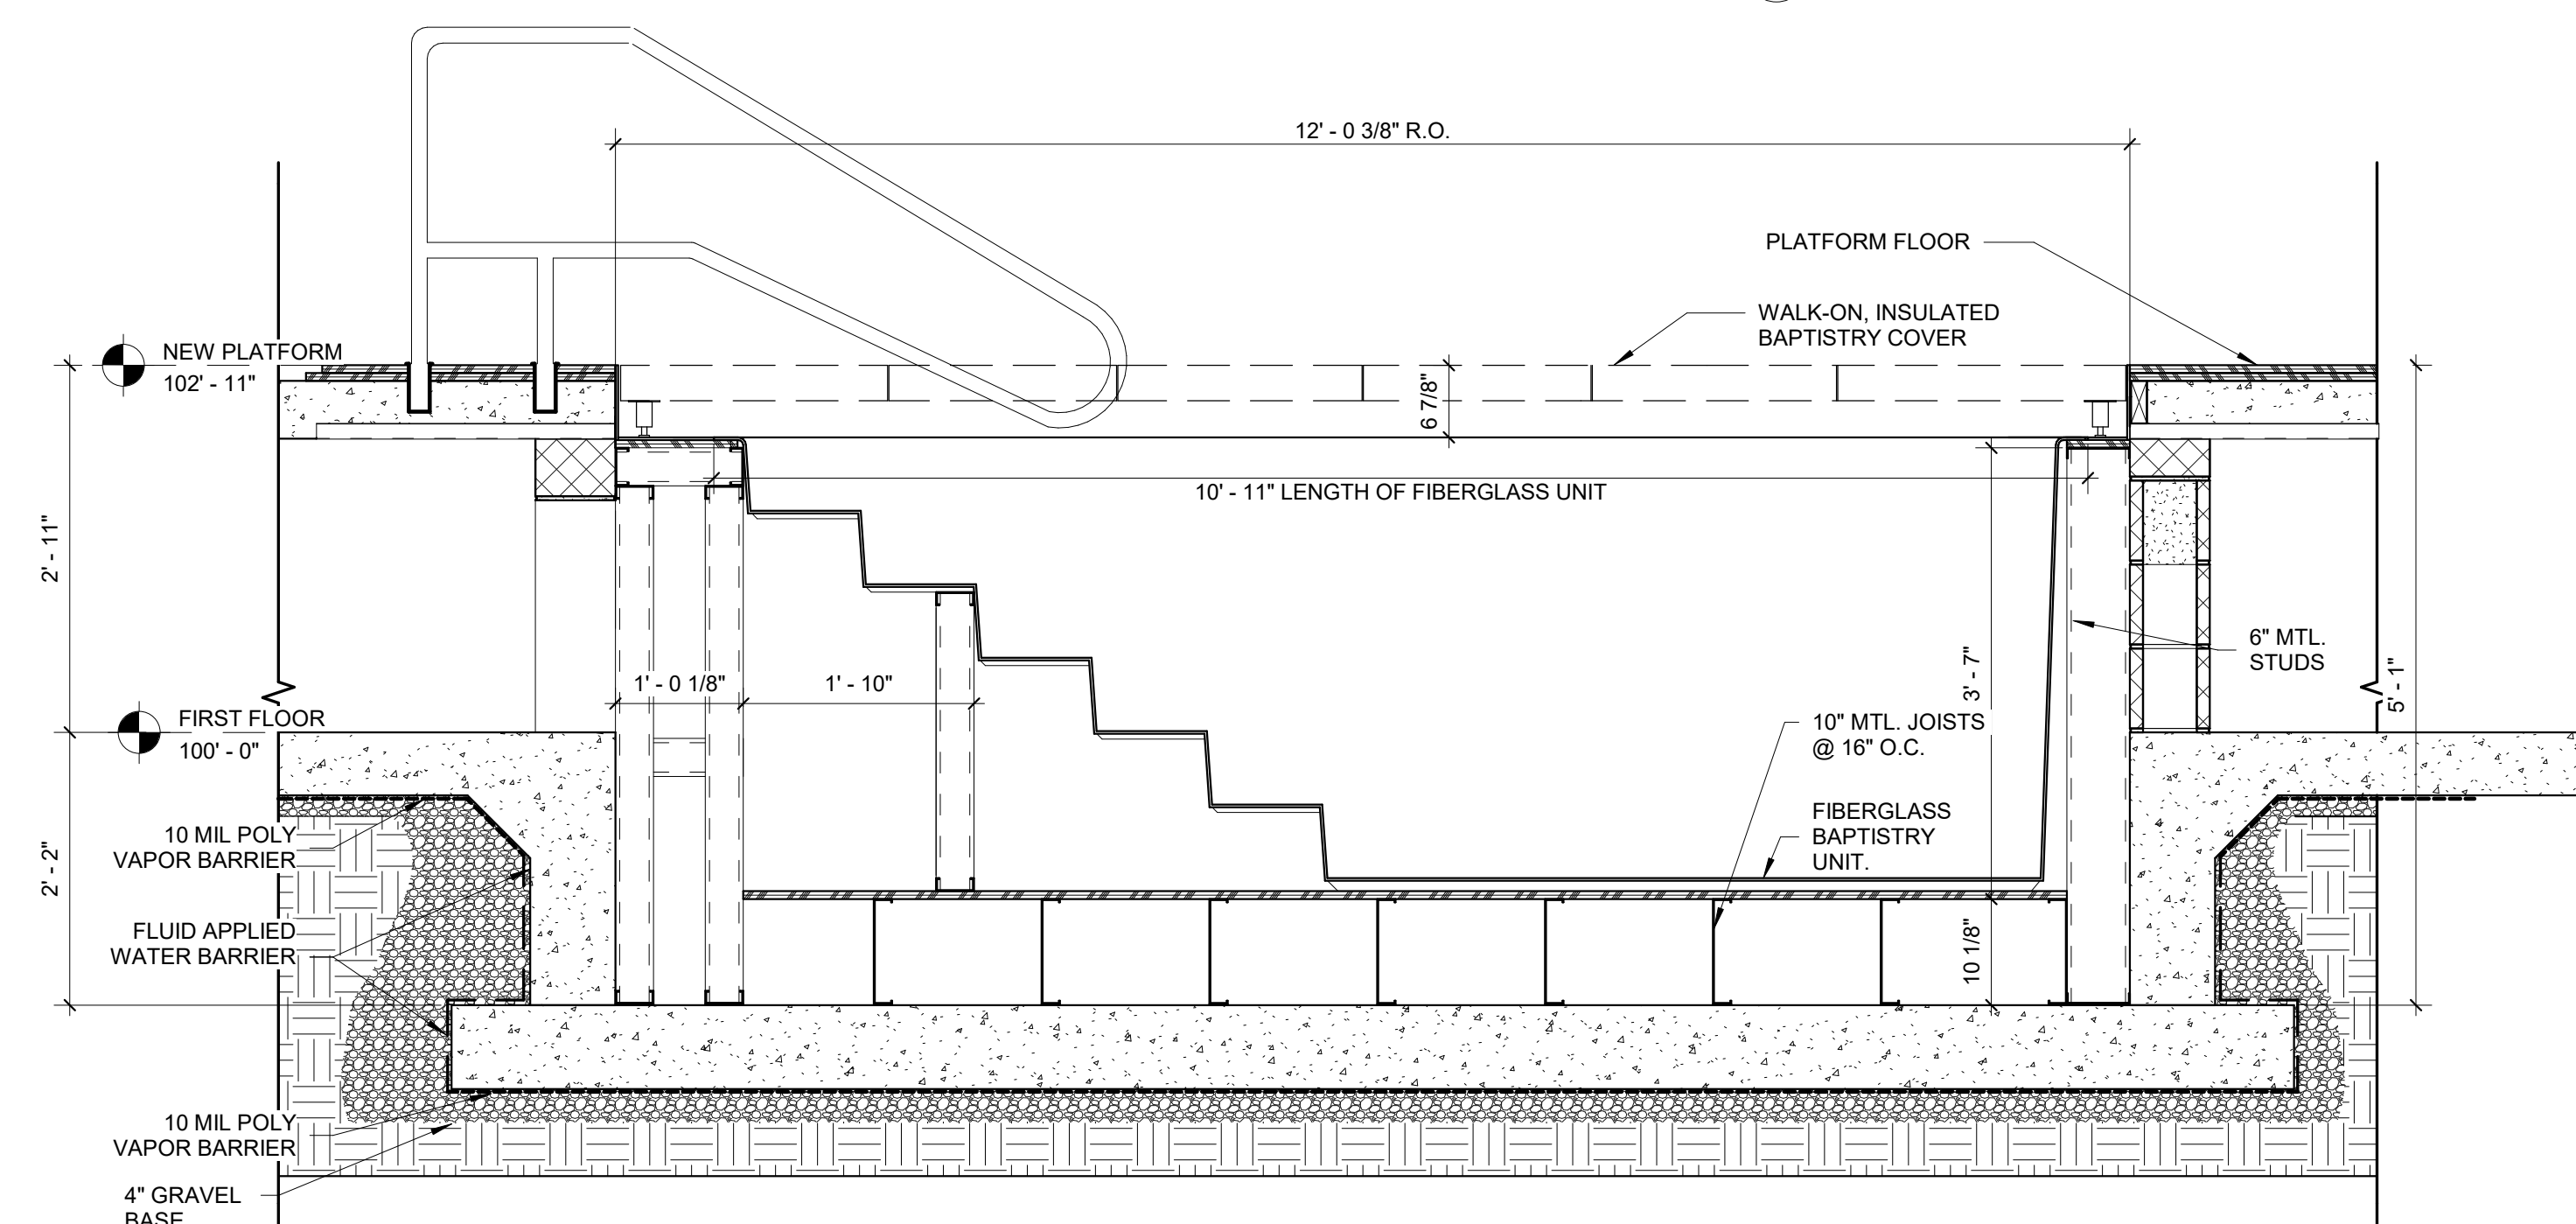 12' - 0 3/8" R.O.
PLATFORM FLOOR
WALK-ON, INSULATED
BAPTISTRY COVER
NEW PLATFORM
102' - 11"
6 7/8"
10' - 11" LENGTH OF FIBERGLASS UNIT
2' - 11"
6" MTL.
STUDS
1' - 0 1/8"
1' - 10"
3' - 7"
5' - 1"
FIRST FLOOR
100' - 0"
10" MTL. JOISTS
@ 16" O.C.
FIBERGLASS
BAPTISTRY
UNIT.
10 MIL POLY
VAPOR BARRIER
2' - 2"
FLUID APPLIED
WATER BARRIER
10 1/8"
10 MIL POLY
VAPOR BARRIER
4" GRAVEL
BASE